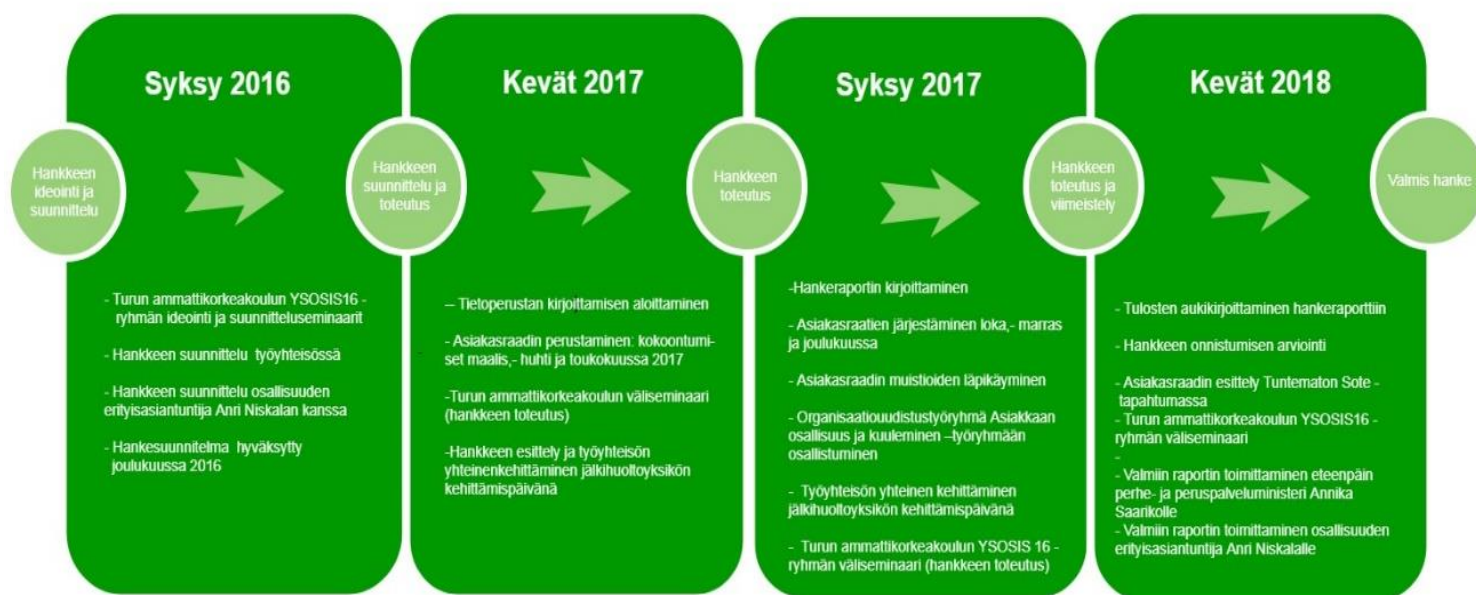 Syksy 2016
Kevät 2017
Syksy 2017
Kevät 2018
Hankkeen
ideointi ja
suunnittelu
Hankkeen
suunnittelu ja
toteutus
Hankkeen
toteutus
Hankkeen
toteutus ja
viimeistely
Valmis hanke
- Turun ammattikorkeakoulun YSOSIS16 -
ryhmän ideointi ja suunnitteluseminaarit
- Hankkeen suunnittelu työyhteisössä
- Hankkeen suunnittelu osallisuuden
erityisasiantuntija Anri Niskalan kanssa
- Hankesuunnitelma hyväksytty
joulukuussa 2016
– Tietoperustan kirjoittamisen aloittaminen
- Asiakasraadin perustaminen: kokoontumi-
set maalis,- huhti ja toukokuussa 2017
-Turun ammattikorkeakoulun väliseminaari
(hankkeen toteutus)
-Hankkeen esittely ja työyhteisön
yhteinenkehittäminen jälkihuoltoyksikön
kehittämispäivänä
-Hankeraportin kirjoittaminen
- Asiakasraatien järjestäminen loka,- marras
ja joulukuussa
- Asiakasraadin muistioiden läpikäyminen
- Organisaatiouudistustyöryhmä Asiakkaan
osallisuus ja kuuleminen –työryhmään
osallistuminen
- Työyhteisön yhteinen kehittäminen
jälkihuoltoyksikön kehittämispäivänä
- Turun ammattikorkeakoulun YSOSIS 16 -
ryhmän väliseminaari (hankkeen toteutus)
- Tulosten aukikirjoittaminen hankeraporttiin
- Hankkeen onnistumisen arviointi
- Asiakasraadin esittely Tuntematon Sote -
tapahtumassa
- Turun ammattikorkeakoulun YSOSIS16 -
ryhmän väliseminaari
-
- Valmiin raportin toimittaminen eteenpäin
perhe- ja peruspalveluministeri Annika
Saarikolle
- Valmiin raportin toimittaminen osallisuuden
erityisasiantuntija Anri Niskalalle